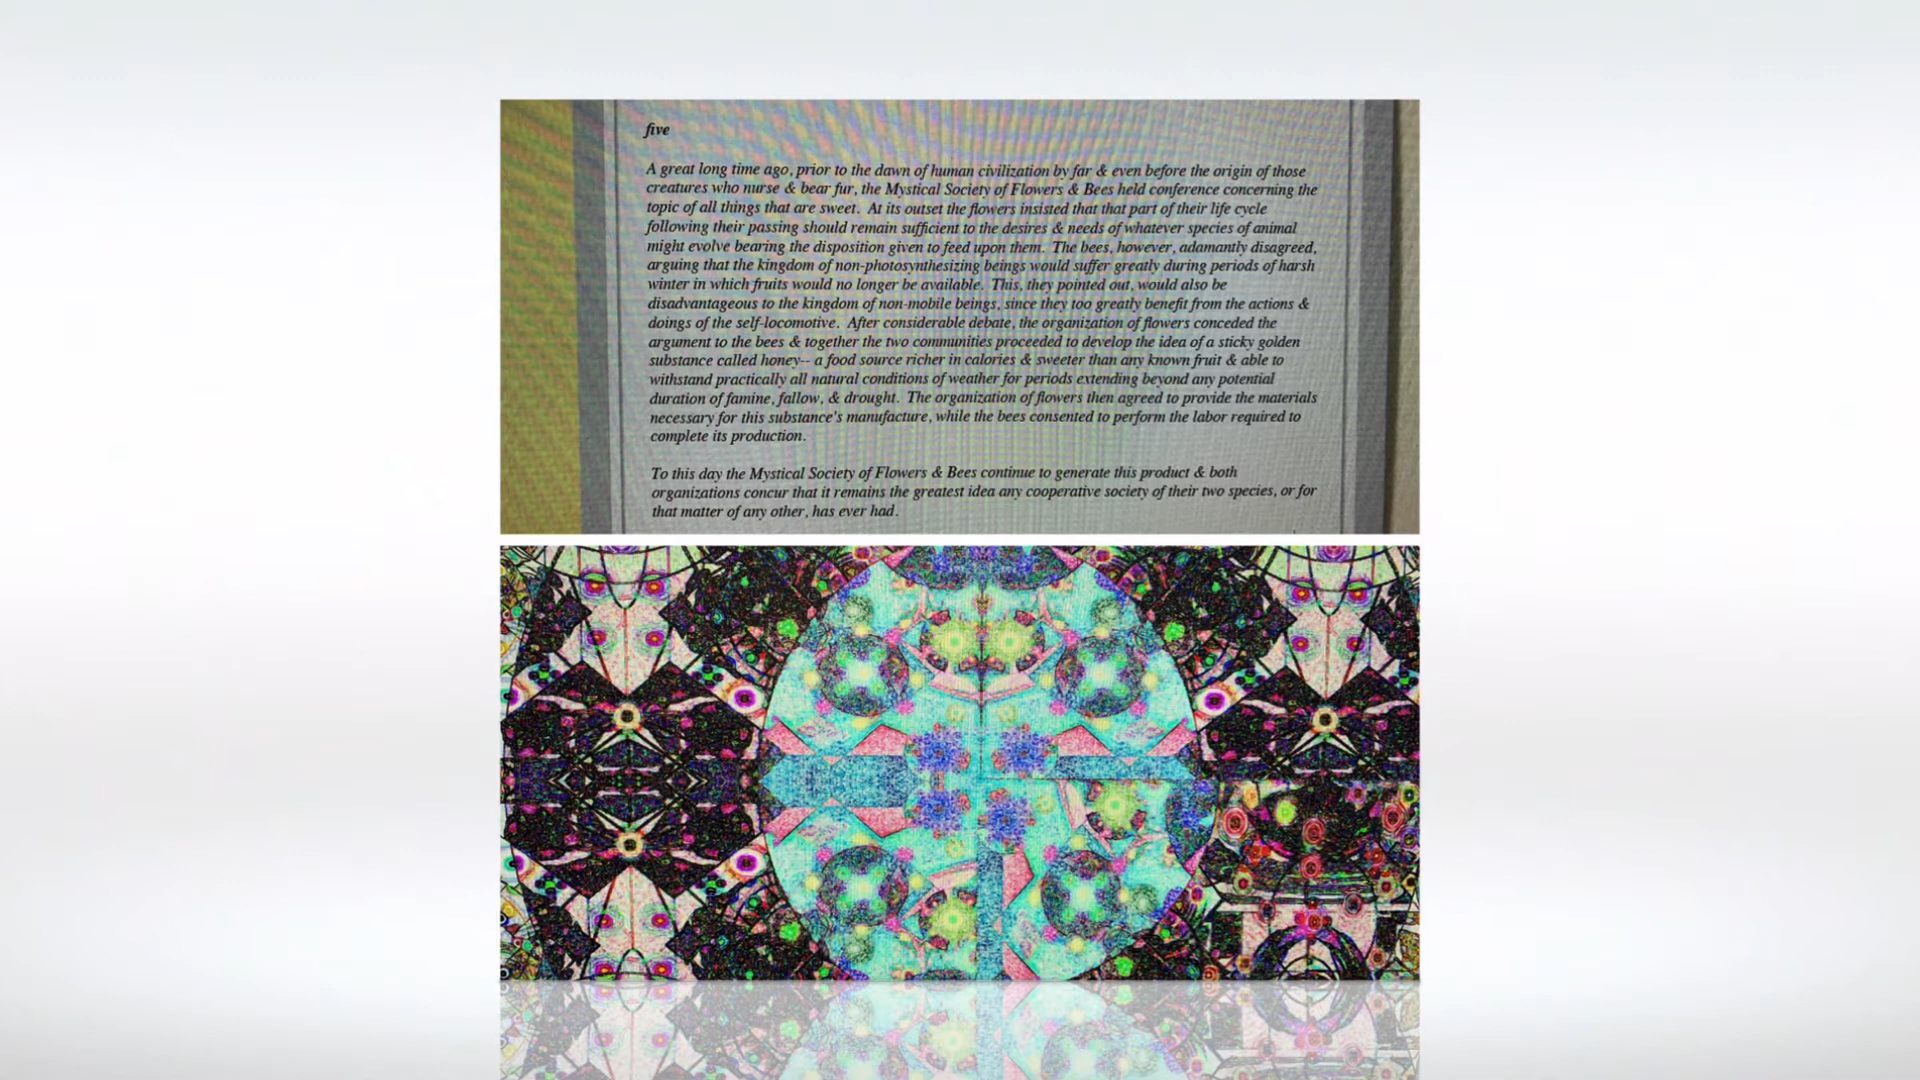 five
A great long time ago, prior to the dawn of human civilization by far & even before the origin of those
creatures who nurse & bear fur, the Mystical Society of Flowers & Bees held conference concerning the
topic of all things that are sweet.  At its outset the flowers insisted that that part of their life cycle
following their passing should remain sufficient to the desires & needs of whatever species of animal
might evolve bearing the disposition given to feed upon them.  The bees, however, adamantly disagreed,
arguing that the kingdom of non-photosynthesizing beings would suffer greatly during periods of harsh
winter in which fruits would no longer be available.  This, they pointed out, would also be
disadvantageous to the kingdom of non-mobile beings, since they too greatly benefit from the actions &
doings of the self-locomotive.  After considerable debate, the organization of flowers conceded the
argument to the bees & together the two communities proceeded to develop the idea of a sticky golden
substance called honey-- a food source richer in calories & sweeter than any known fruit & able to
withstand practically all natural conditions of weather for periods extending beyond any potential
duration of famine, fallow, & drought.  The organization of flowers then agreed to provide the materials
necessary for this substance's manufacture, while the bees consented to perform the labor required to
complete its production.
To this day the Mystical Society of Flowers & Bees continue to generate this product & both
organizations concur that it remains the greatest idea any cooperative society of their two species, or for
that matter of any other, has ever had.